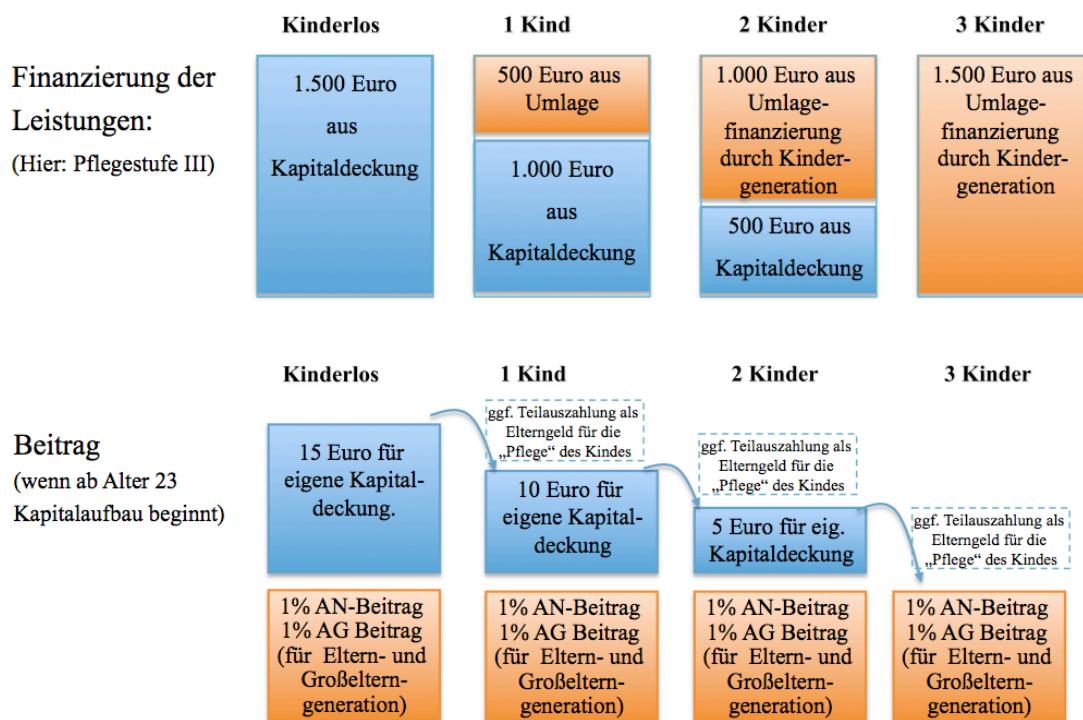 Kinderlos
1 Kind
2 Kinder
3 Kinder
Finanzierung der
Leistungen:
(Hier: Pflegestufe III)
1.500 Euro
aus
Kapitaldeckung
500 Euro aus
Umlage
1.000 Euro
aus
Kapitaldeckung
1.000 Euro aus
Umlage-
finanzierung
durch Kinder-
generation
500 Euro aus
Kapitaldeckung
1.500 Euro aus
Umlage-
finanzierung
durch Kinder-
generation
Kinderlos
1 Kind
2 Kinder
3 Kinder
Beitrag
(wenn ab Alter 23
Kapitalaufbau beginnt)
15 Euro für
eigene Kapital-
deckung.
ggf. Teilauszahlung als
Elterngeld für die
„Pflege“ des Kindes
10 Euro für
eigene Kapital-
deckung
ggf. Teilauszahlung als
Elterngeld für die
„Pflege“ des Kindes
5 Euro für eig.
Kapitaldeckung
ggf. Teilauszahlung als
Elterngeld für die
„Pflege“ des Kindes
1% AN-Beitrag
1% AG Beitrag
(für Eltern- und
Großeltern-
generation)
1% AN-Beitrag
1% AG Beitrag
(für Eltern- und
Großeltern-
generation)
1% AN-Beitrag
1% AG Beitrag
(für Eltern- und
Großeltern-
generation)
1% AN-Beitrag
1% AG Beitrag
(für Eltern- und
Großeltern-
generation)